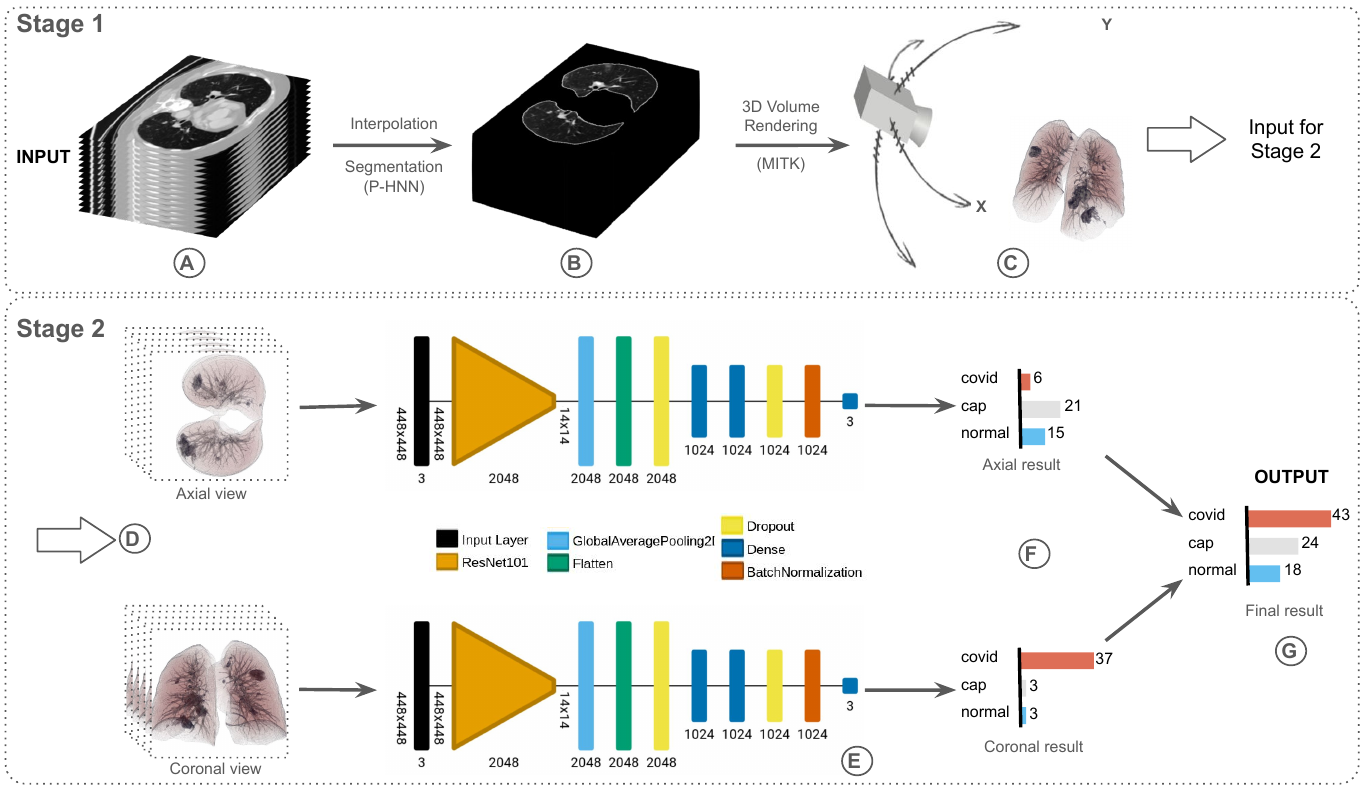 Stage 1
INPUT
A
Interpolation
Segmentation
(P-HNN)
B
3D Volume
Rendering
(MITK)
Y
X
C
Input for
Stage 2
Stage 2
D
Axial view
448x448
3
448x448
2048
14x14
2048
2048
2048
1024
1024
1024
1024
3
covid 6
cap 21
normal 15
Axial result
Input Layer
ResNet101
GlobalAveragePooling2I
Flatten
Dropout
Dense
BatchNormalization
F
OUTPUT
covid 43
cap 24
normal 18
Final result
G
Coronal view
448x448
3
448x448
2048
14x14
2048
2048
2048
1024
1024
1024
1024
3
E
covid 37
cap 3
normal 3
Coronal result